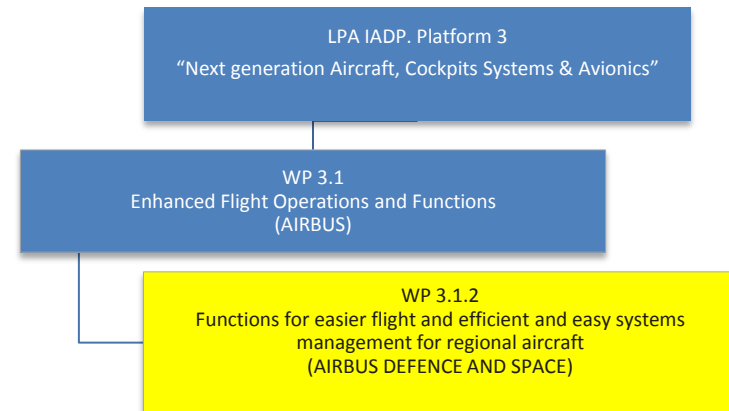 LPA IADP. Platform 3
“Next generation Aircraft, Cockpits Systems & Avionics”
WP 3.1
Enhanced Flight Operations and Functions
(AIRBUS)
WP 3.1.2
Functions for easier flight and efficient and easy systems
management for regional aircraft
(AIRBUS DEFENCE AND SPACE)